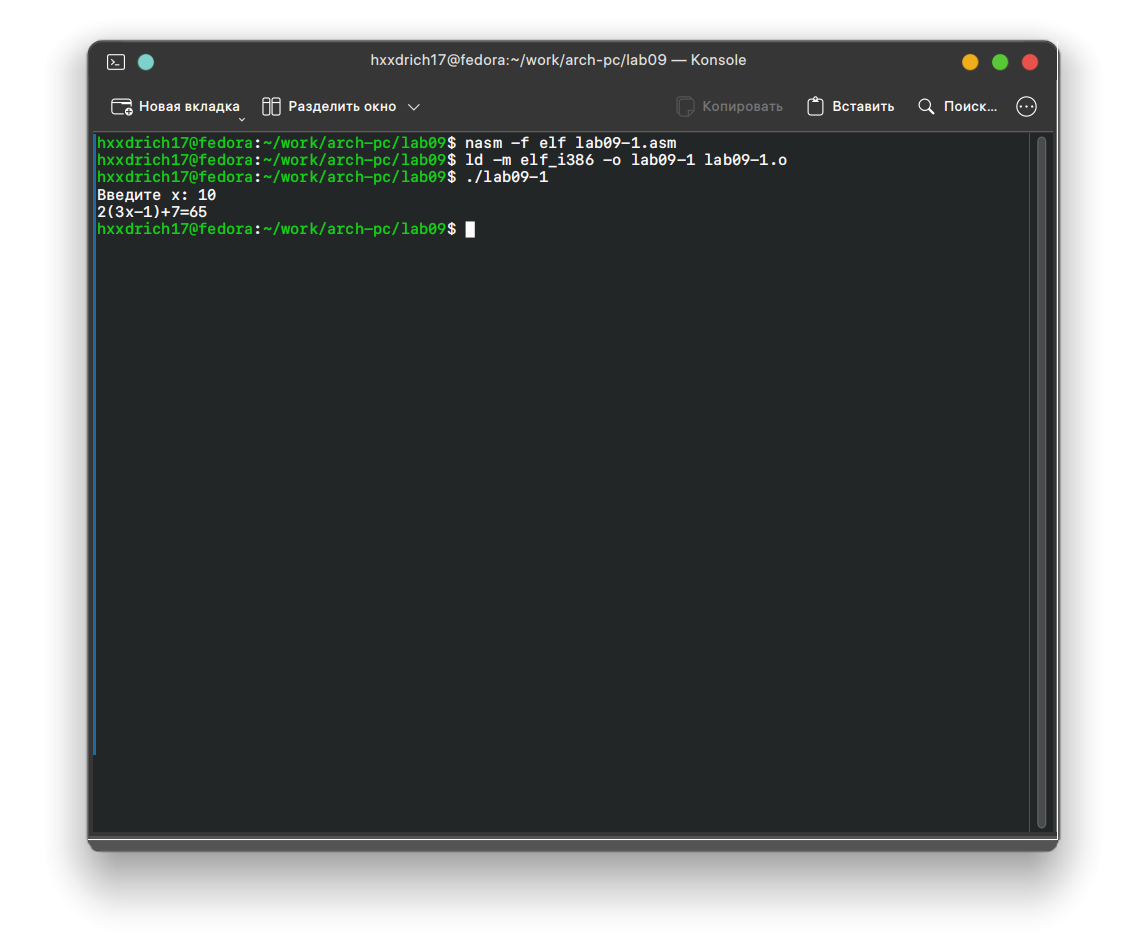 hxxdrich17@fedora:~/work/arch-pc/lab09 — Konsole
Новая вкладка Разделить окно Копировать Вставить Поиск...
hxxdrich17@fedora:~/work/arch-pc/lab09$ nasm -f elf lab09-1.asm
hxxdrich17@fedora:~/work/arch-pc/lab09$ ld -m elf_i386 -o lab09-1 lab09-1.o
hxxdrich17@fedora:~/work/arch-pc/lab09$ ./lab09-1
Введите x: 10
2(3x-1)+7=65
hxxdrich17@fedora:~/work/arch-pc/lab09$